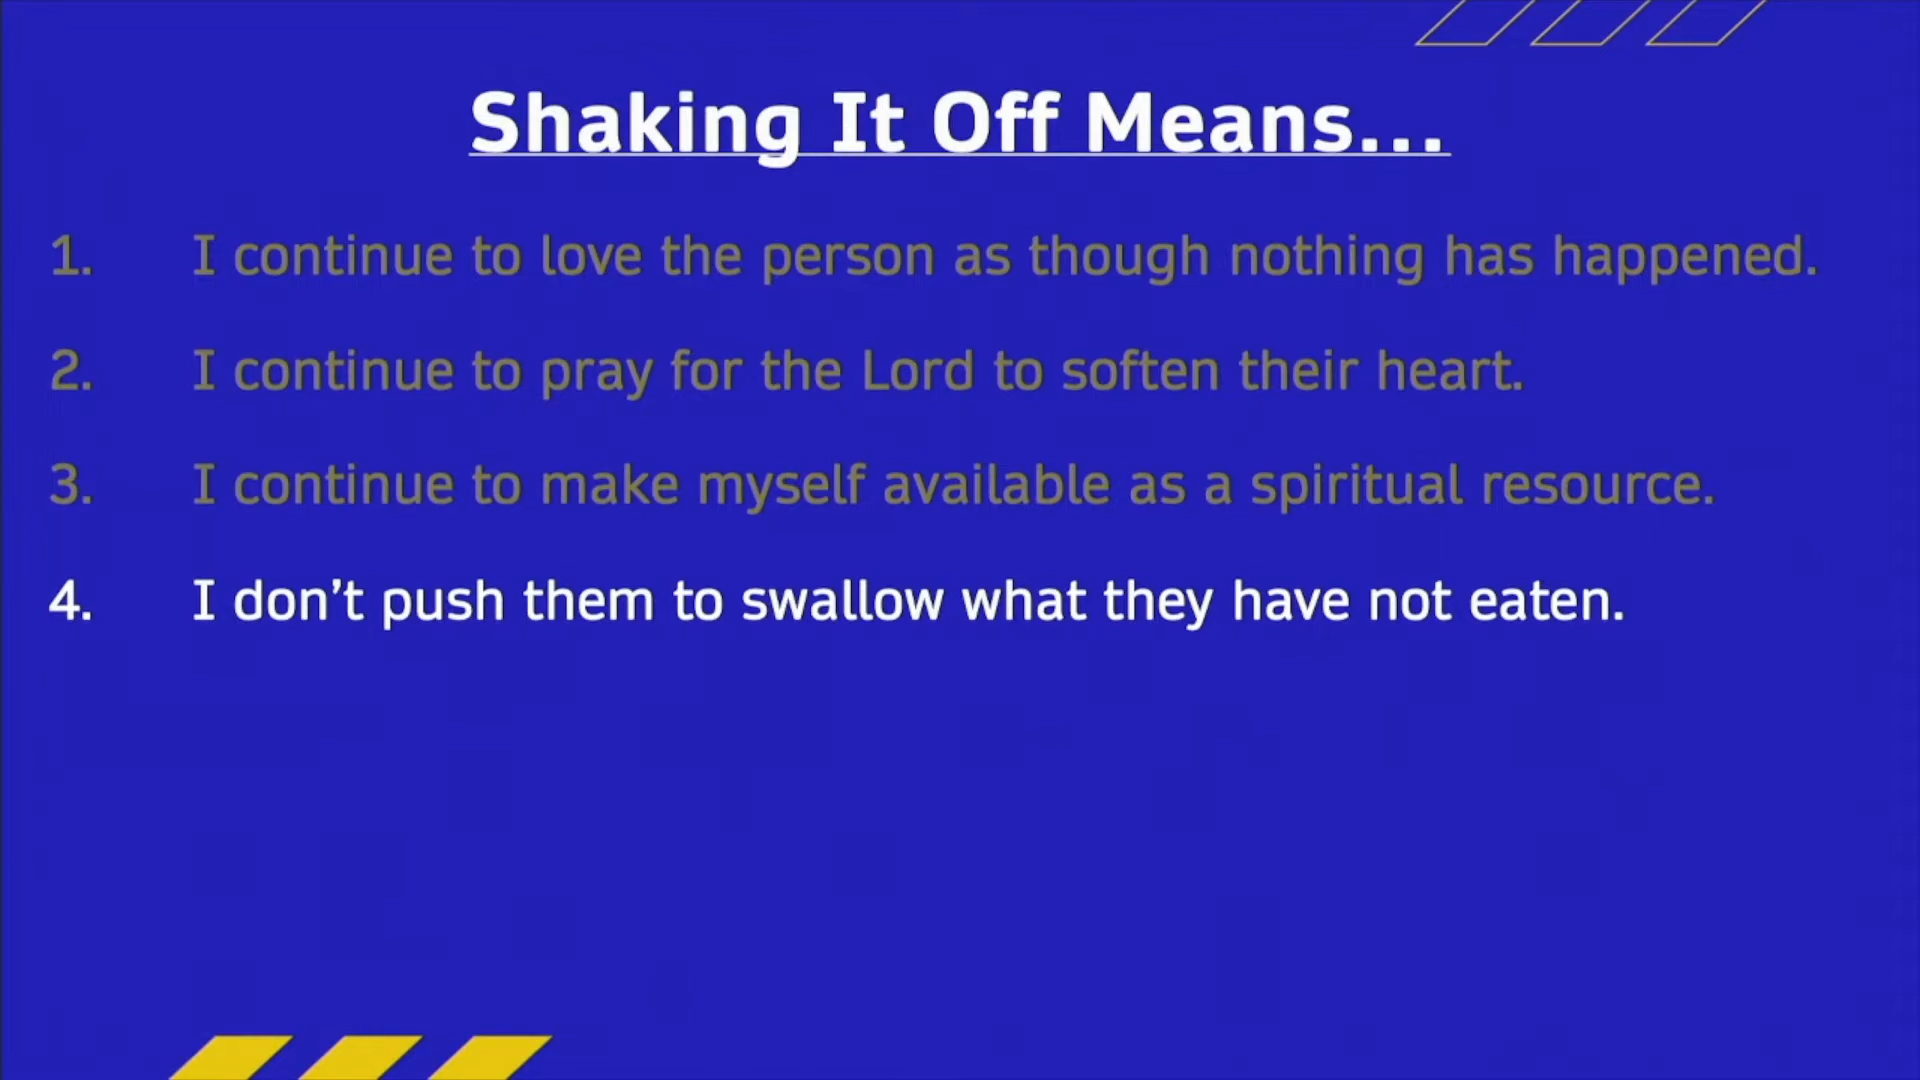 Shaking It Off Means...
1. I continue to love the person as though nothing has happened.
2. I continue to pray for the Lord to soften their heart.
3. I continue to make myself available as a spiritual resource.
4. I don’t push them to swallow what they have not eaten.